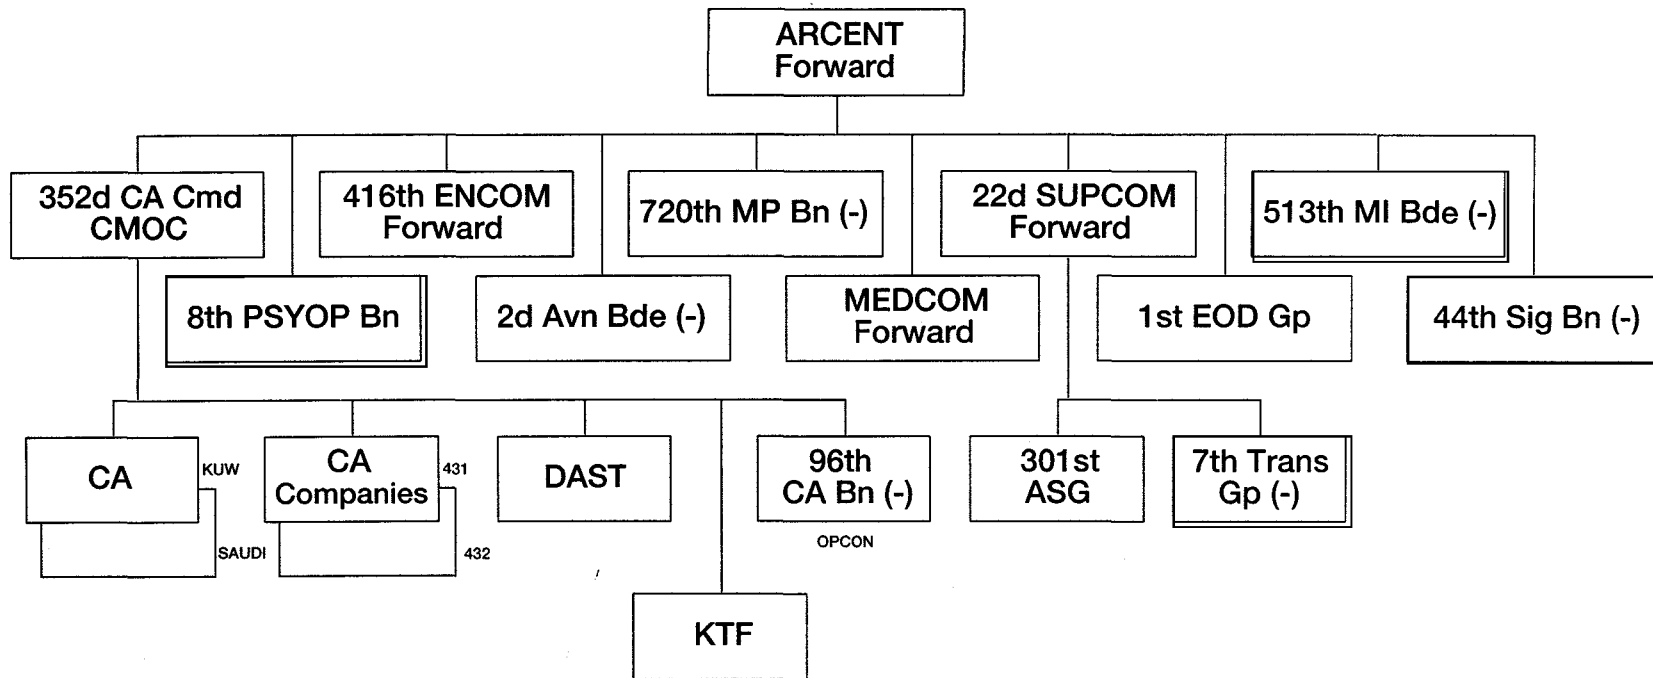 ARCENT
Forward
352d CA Cmd
CMOC
416th ENCOM
Forward
720th MP Bn (-)
22d SUPCOM
Forward
513th MI Bde (-)
8th PSYOP Bn
2d Avn Bde (-)
MEDCOM
Forward
1st EOD Gp
44th Sig Bn (-)
CA
KUW
SAUDI
CA
Companies
431
432
DAST
96th
CA Bn (-)
OPCON
301st
ASG
7th Trans
Gp (-)
KTF